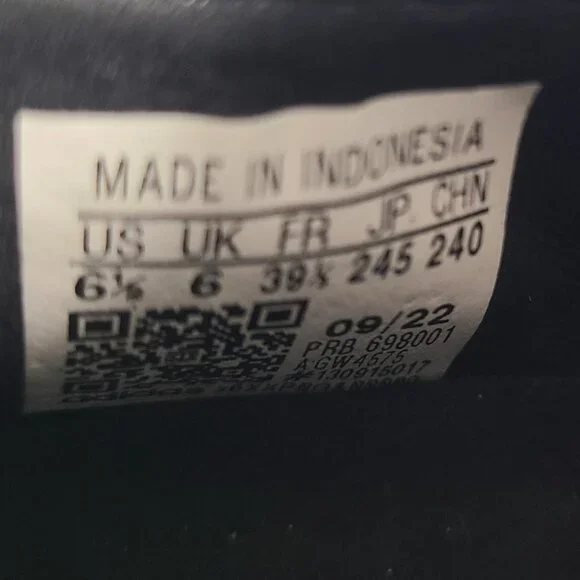 MADE IN INDONESIA
US UK FR JP. CHN
6½ 6 39⅓ 245 240
09/22
PRB 698001